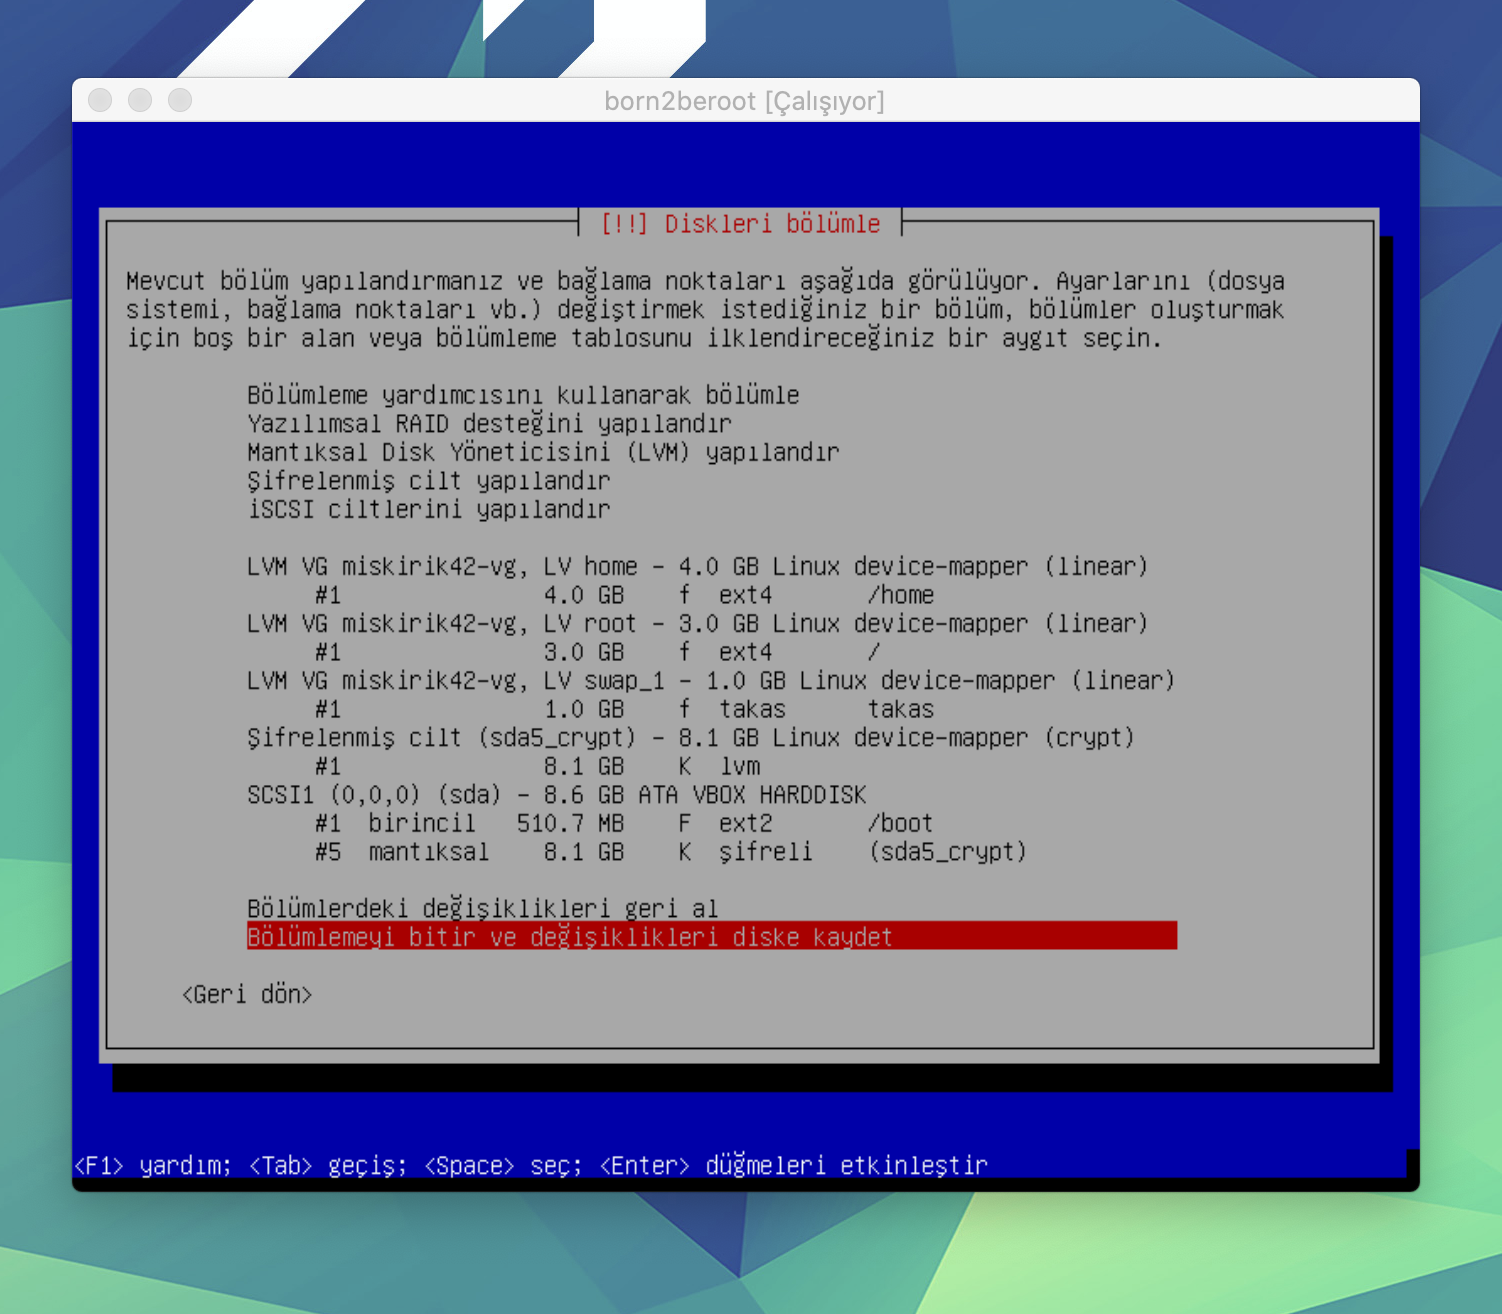 born2beroot [Çalışıyor]
[!!] Diskleri bölümle
Mevcut bölüm yapılandırmanız ve bağlama noktaları aşağıda görülüyor. Ayarlarını (dosya
sistemi, bağlama noktaları vb.) değiştirmek istediğiniz bir bölüm, bölümler oluşturmak
için boş bir alan veya bölümleme tablosunu ilklendireceğiniz bir aygıt seçin.
Bölümleme yardımcısını kullanarak bölümle
Yazılımsal RAID desteğini yapılandır
Mantıksal Disk Yöneticisini (LVM) yapılandır
Şifrelenmiş cilt yapılandır
iSCSI ciltlerini yapılandır
LVM VG miskirik42-vg, LV home - 4.0 GB Linux device-mapper (linear)
#1 4.0 GB f ext4 /home
LVM VG miskirik42-vg, LV root - 3.0 GB Linux device-mapper (linear)
#1 3.0 GB f ext4 /
LVM VG miskirik42-vg, LV swap_1 - 1.0 GB Linux device-mapper (linear)
#1 1.0 GB f takas takas
Şifrelenmiş cilt (sda5_crypt) - 8.1 GB Linux device-mapper (crypt)
#1 8.1 GB K lvm
SCSI1 (0,0,0) (sda) - 8.6 GB ATA VBOX HARDDISK
#1 birincil 510.7 MB F ext2 /boot
#5 mantıksal 8.1 GB K şifreli (sda5_crypt)
Bölümlerdeki değişiklikleri geri al
Bölümlemeyi bitir ve değişiklikleri diske kaydet
<Geri dön>
<F1> yardım; <Tab> geçiş; <Space> seç; <Enter> düğmeleri etkinleştir